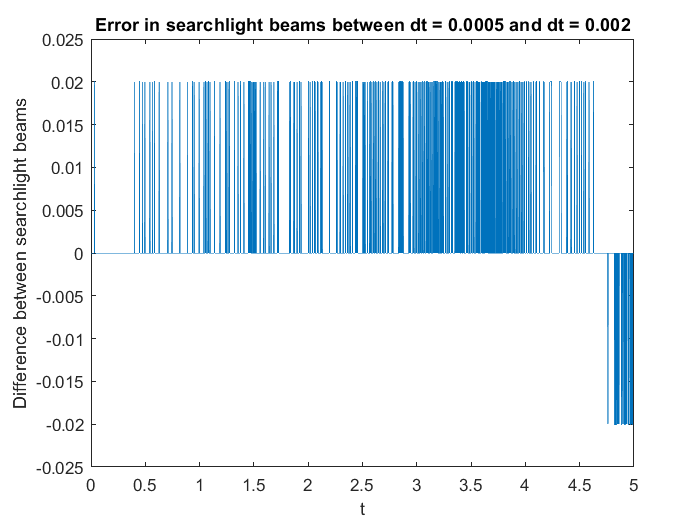 Error in searchlight beams between dt = 0.0005 and dt = 0.002
0.025
0.02
0.015
0.01
0.005
0
-0.005
-0.01
-0.015
-0.02
-0.025
Difference between searchlight beams
0 0.5 1 1.5 2 2.5 3 3.5 4 4.5 5
t